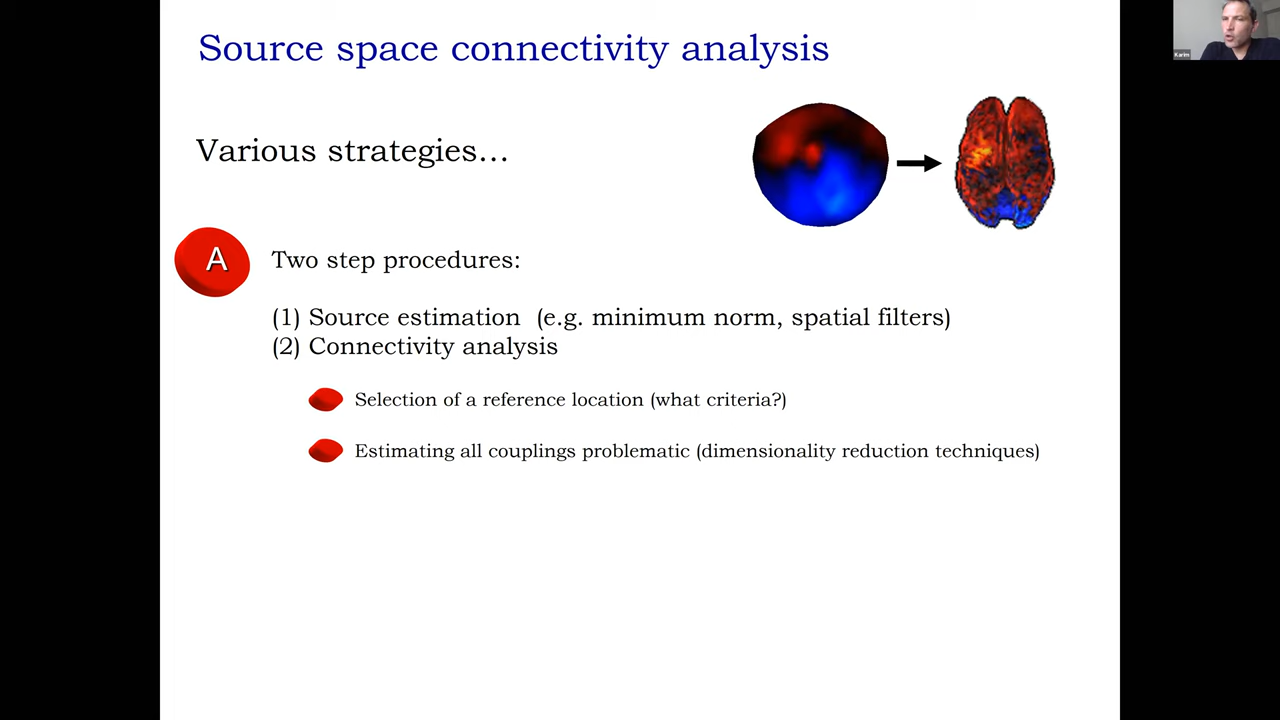 Source space connectivity analysis
Karim
Various strategies...
A
Two step procedures:
(1) Source estimation (e.g. minimum norm, spatial filters)
(2) Connectivity analysis
Selection of a reference location (what criteria?)
Estimating all couplings problematic (dimensionality reduction techniques)